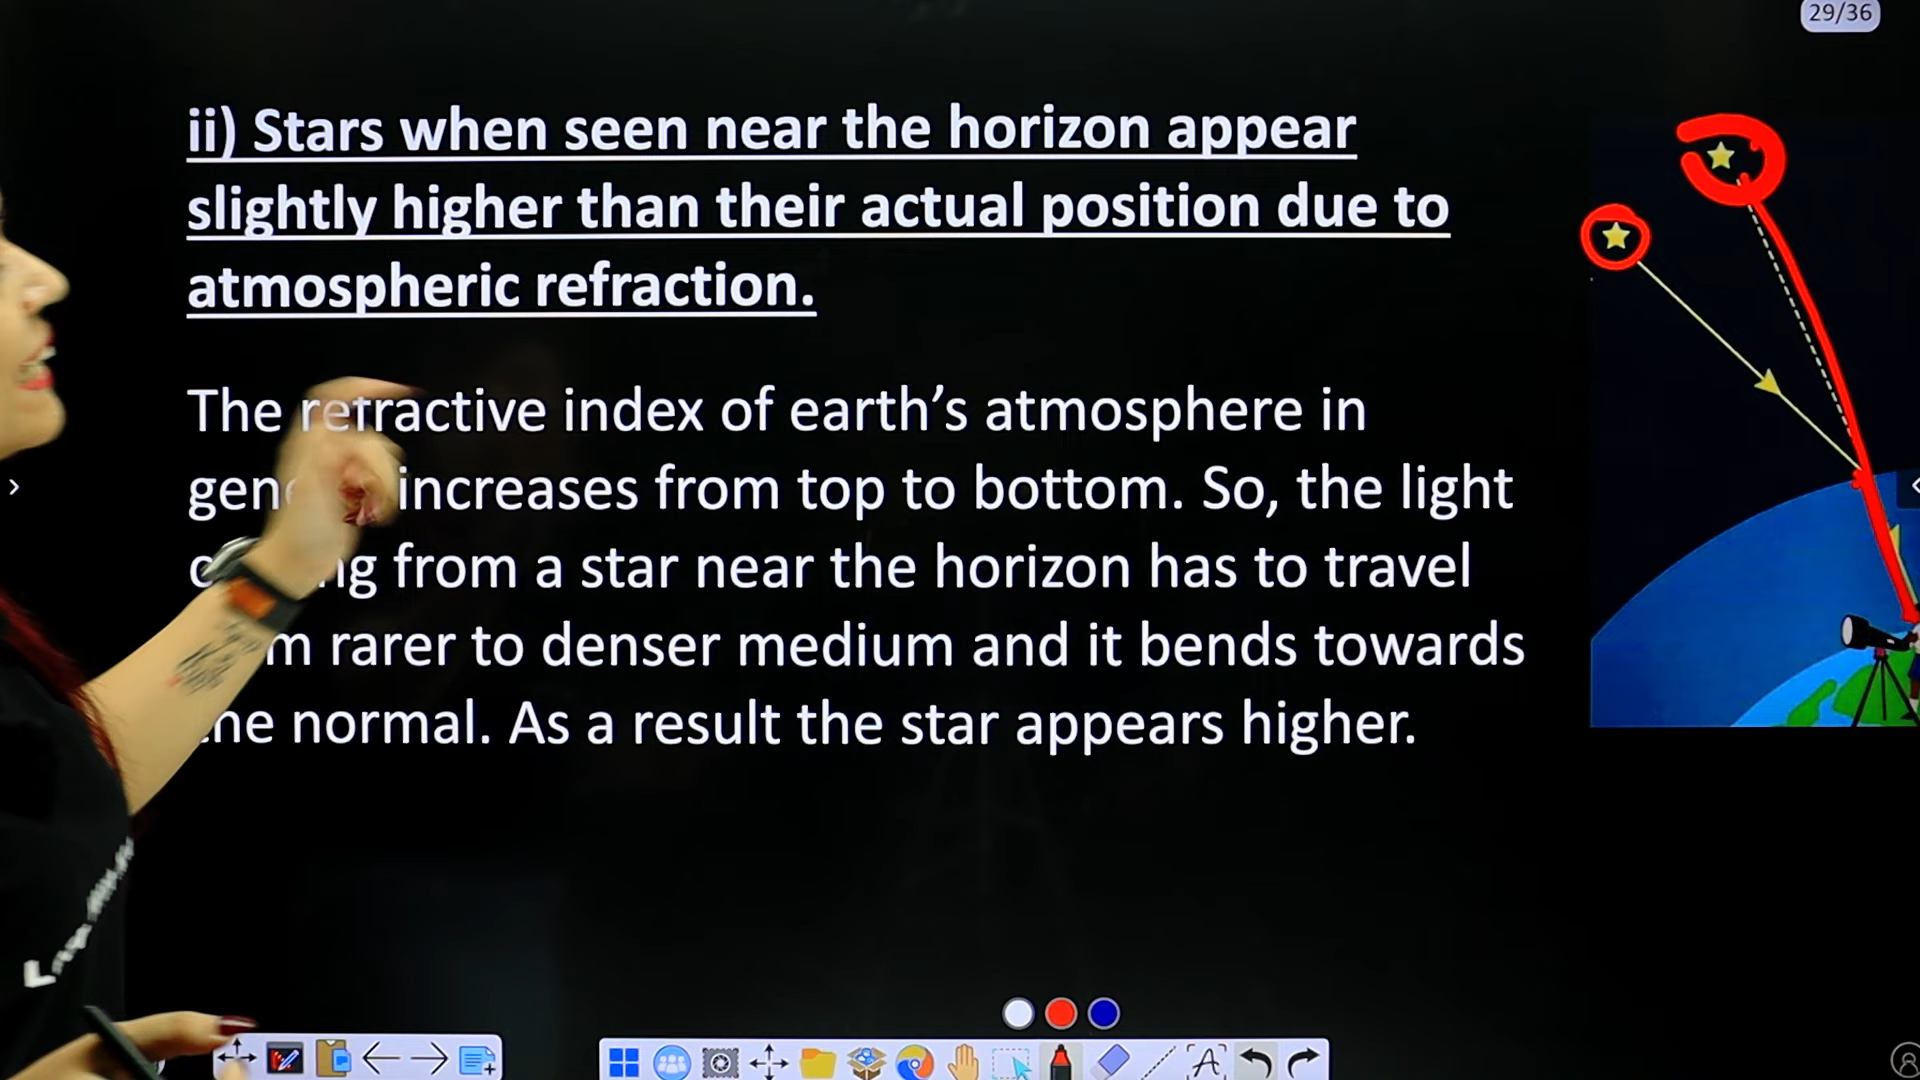 29/36
ii) Stars when seen near the horizon appear
slightly higher than their actual position due to
atmospheric refraction.
The refractive index of earth’s atmosphere in
increases from top to bottom. So, the light
from a star near the horizon has to travel
rarer to denser medium and it bends towards
the normal. As a result the star appears higher.